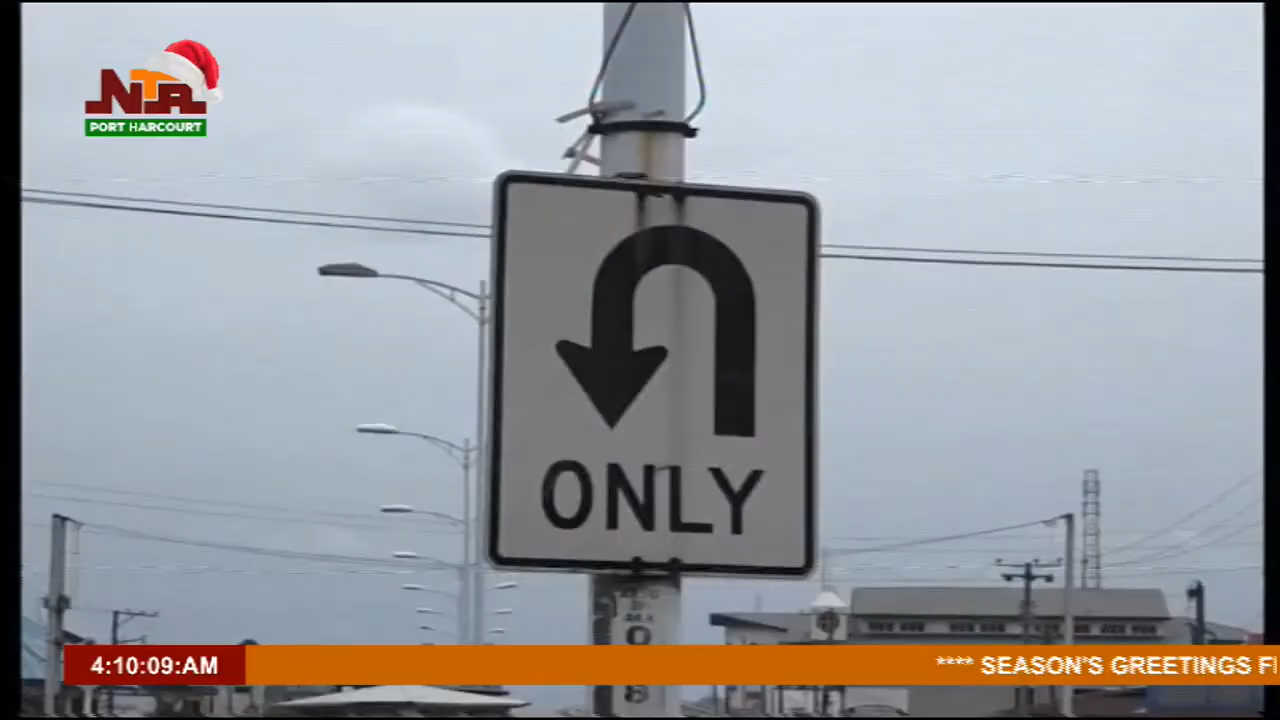 NTA
PORT HARCOURT
ONLY
4:10:09:AM
**** SEASON'S GREETINGS F